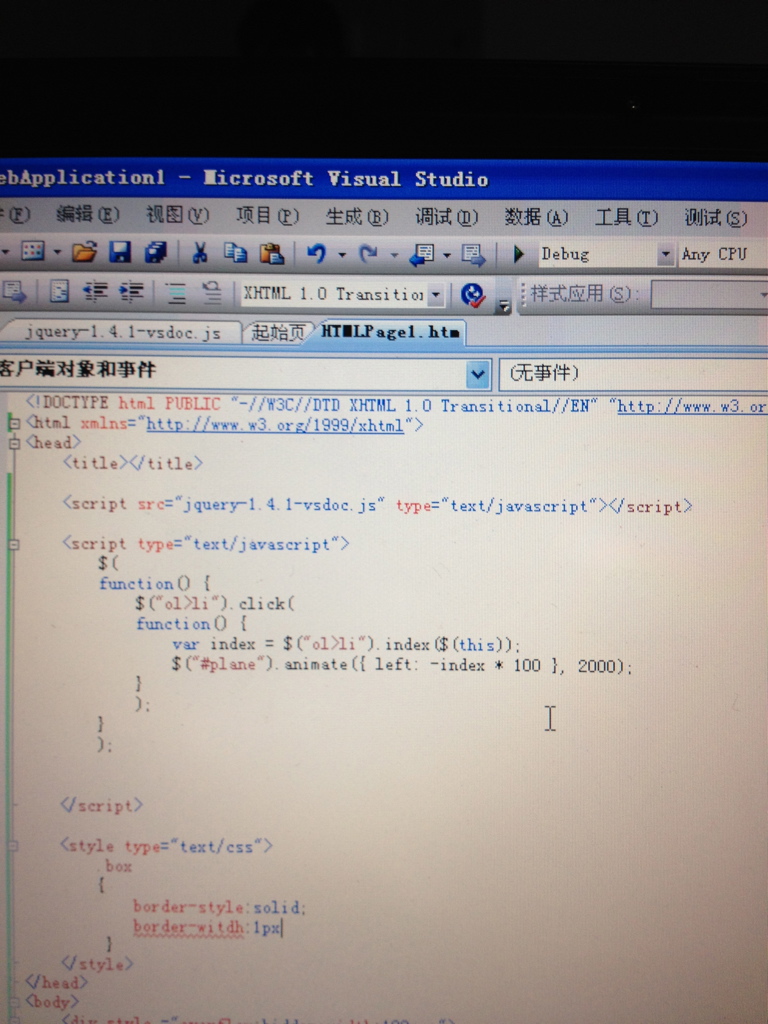 ebApplication1 - Microsoft Visual Studio
(F) 编辑(E) 视图(V) 项目(P) 生成(B) 调试(D) 数据(A) 工具(T) 测试(S)
Debug Any CPU
XHTML 1.0 Transition 样式应用(S):
jquery-1.4.1-vsdoc.js 起始页 HTMLPage1.htm
客户端对象和事件 (无事件)
<!DOCTYPE html PUBLIC "-//W3C//DTD XHTML 1.0 Transitional//EN" "http://www.w3.or
<html xmlns="http://www.w3.org/1999/xhtml">
<head>
<title></title>
<script src="jquery-1.4.1-vsdoc.js" type="text/javascript"></script>
<script type="text/javascript">
$(
function() {
$("ol>li").click(
function() {
var index = $("ol>li").index($(this));
$("#plane").animate({ left: -index * 100 }, 2000);
}
);
}
);
</script>
<style type="text/css">
.box
{
border-style:solid;
border-witdh:1px
}
</style>
</head>
<body>